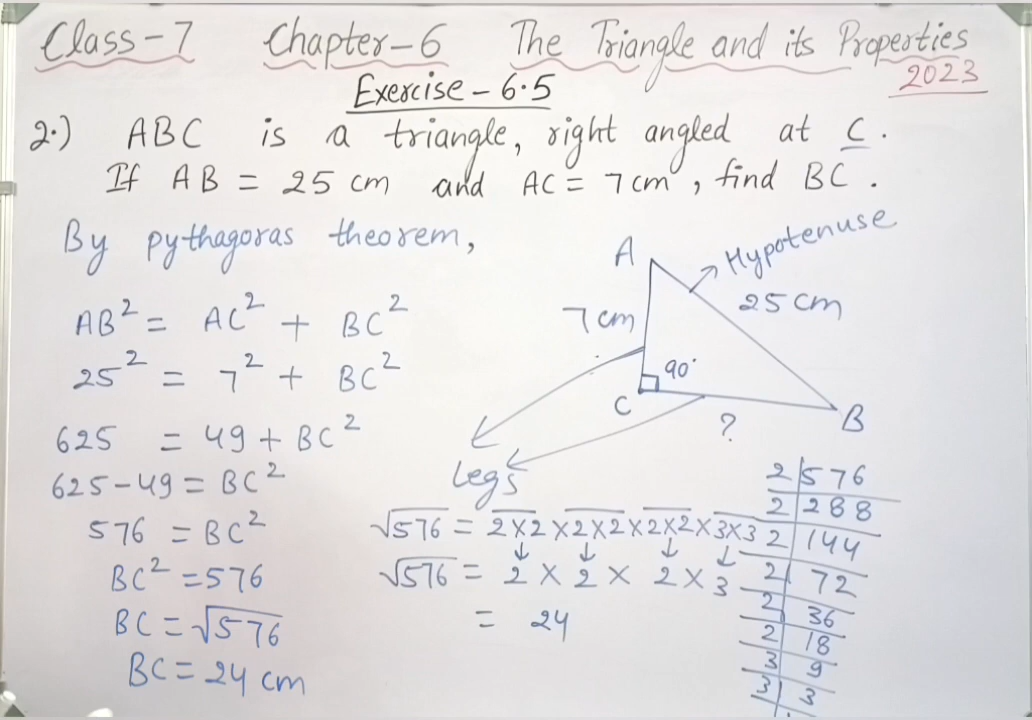 Class-7 Chapter-6 The Triangle and its Properties
2023
Exercise - 6.5
2.) ABC is a triangle, right angled at C.
If AB = 25 cm and AC = 7 cm, find BC.
By pythagoras theorem,
AB² = AC² + BC²
25² = 7² + BC²
625 = 49 + BC²
625-49 = BC²
576 = BC²
BC² = 576
BC = √576
BC = 24 cm
A
Hypotenuse
7 cm
25 cm
90°
C
?
B
legs
√576 = 2×2×2×2×2×2×3×3
√576 = 2 × 2 × 2 × 3
= 24
2 | 576
2 | 288
2 | 144
2 | 72
2 | 36
2 | 18
3 | 9
3 | 3